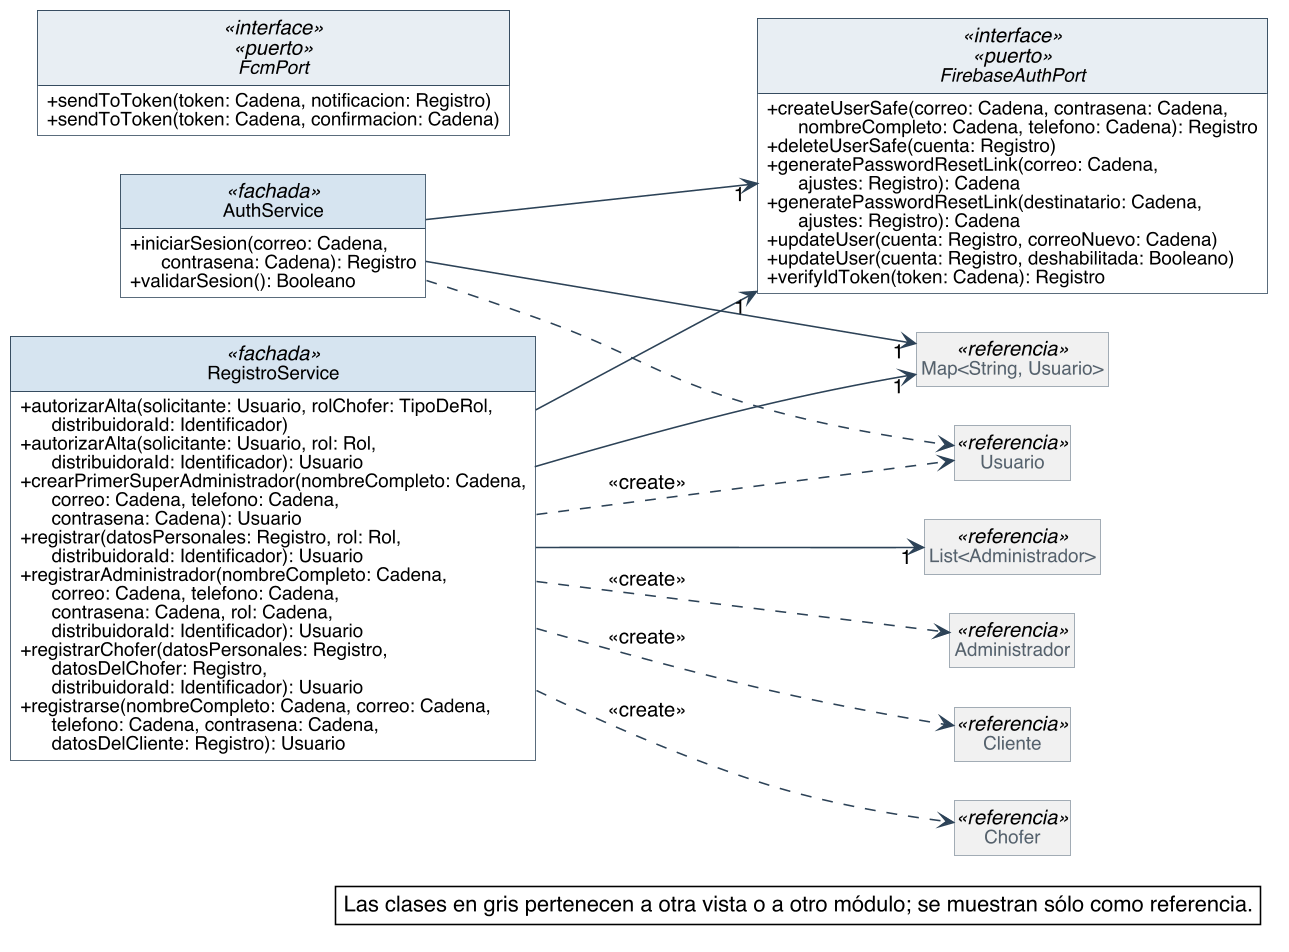 «interface»
«puerto»
FcmPort
+sendToToken(token: Cadena, notificacion: Registro)
+sendToToken(token: Cadena, confirmacion: Cadena)
«interface»
«puerto»
FirebaseAuthPort
+createUserSafe(correo: Cadena, contrasena: Cadena,
nombreCompleto: Cadena, telefono: Cadena): Registro
+deleteUserSafe(cuenta: Registro)
+generatePasswordResetLink(correo: Cadena,
ajustes: Registro): Cadena
+generatePasswordResetLink(destinatario: Cadena,
ajustes: Registro): Cadena
+updateUser(cuenta: Registro, correoNuevo: Cadena)
+updateUser(cuenta: Registro, deshabilitada: Booleano)
+verifyIdToken(token: Cadena): Registro
«fachada»
AuthService
+iniciarSesion(correo: Cadena,
contrasena: Cadena): Registro
+validarSesion(): Booleano
1
1
1
1
«fachada»
RegistroService
+autorizarAlta(solicitante: Usuario, rolChofer: TipoDeRol,
distribuidoraId: Identificador)
+autorizarAlta(solicitante: Usuario, rol: Rol,
distribuidoraId: Identificador): Usuario
+crearPrimerSuperAdministrador(nombreCompleto: Cadena,
correo: Cadena, telefono: Cadena,
contrasena: Cadena): Usuario
+registrar(datosPersonales: Registro, rol: Rol,
distribuidoraId: Identificador): Usuario
+registrarAdministrador(nombreCompleto: Cadena,
correo: Cadena, telefono: Cadena,
contrasena: Cadena, rol: Cadena,
distribuidoraId: Identificador): Usuario
+registrarChofer(datosPersonales: Registro,
datosDelChofer: Registro,
distribuidoraId: Identificador): Usuario
+registrarse(nombreCompleto: Cadena, correo: Cadena,
telefono: Cadena, contrasena: Cadena,
datosDelCliente: Registro): Usuario
«referencia»
Map<String, Usuario>
«referencia»
Usuario
«create»
«referencia»
List<Administrador>
1
«create»
«referencia»
Administrador
«create»
«referencia»
Cliente
«create»
«referencia»
Chofer
Las clases en gris pertenecen a otra vista o a otro módulo; se muestran sólo como referencia.